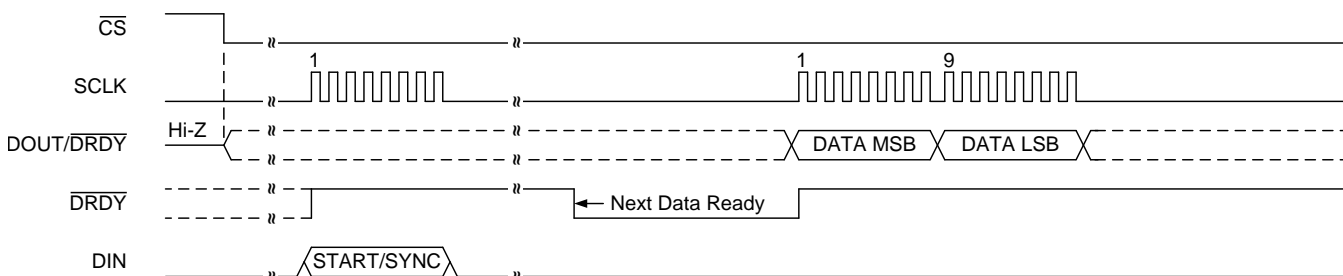 CS
1
1
9
SCLK
Hi-Z
DOUT/DRDY
DATA MSB
DATA LSB
DRDY
Next Data Ready
DIN
START/SYNC